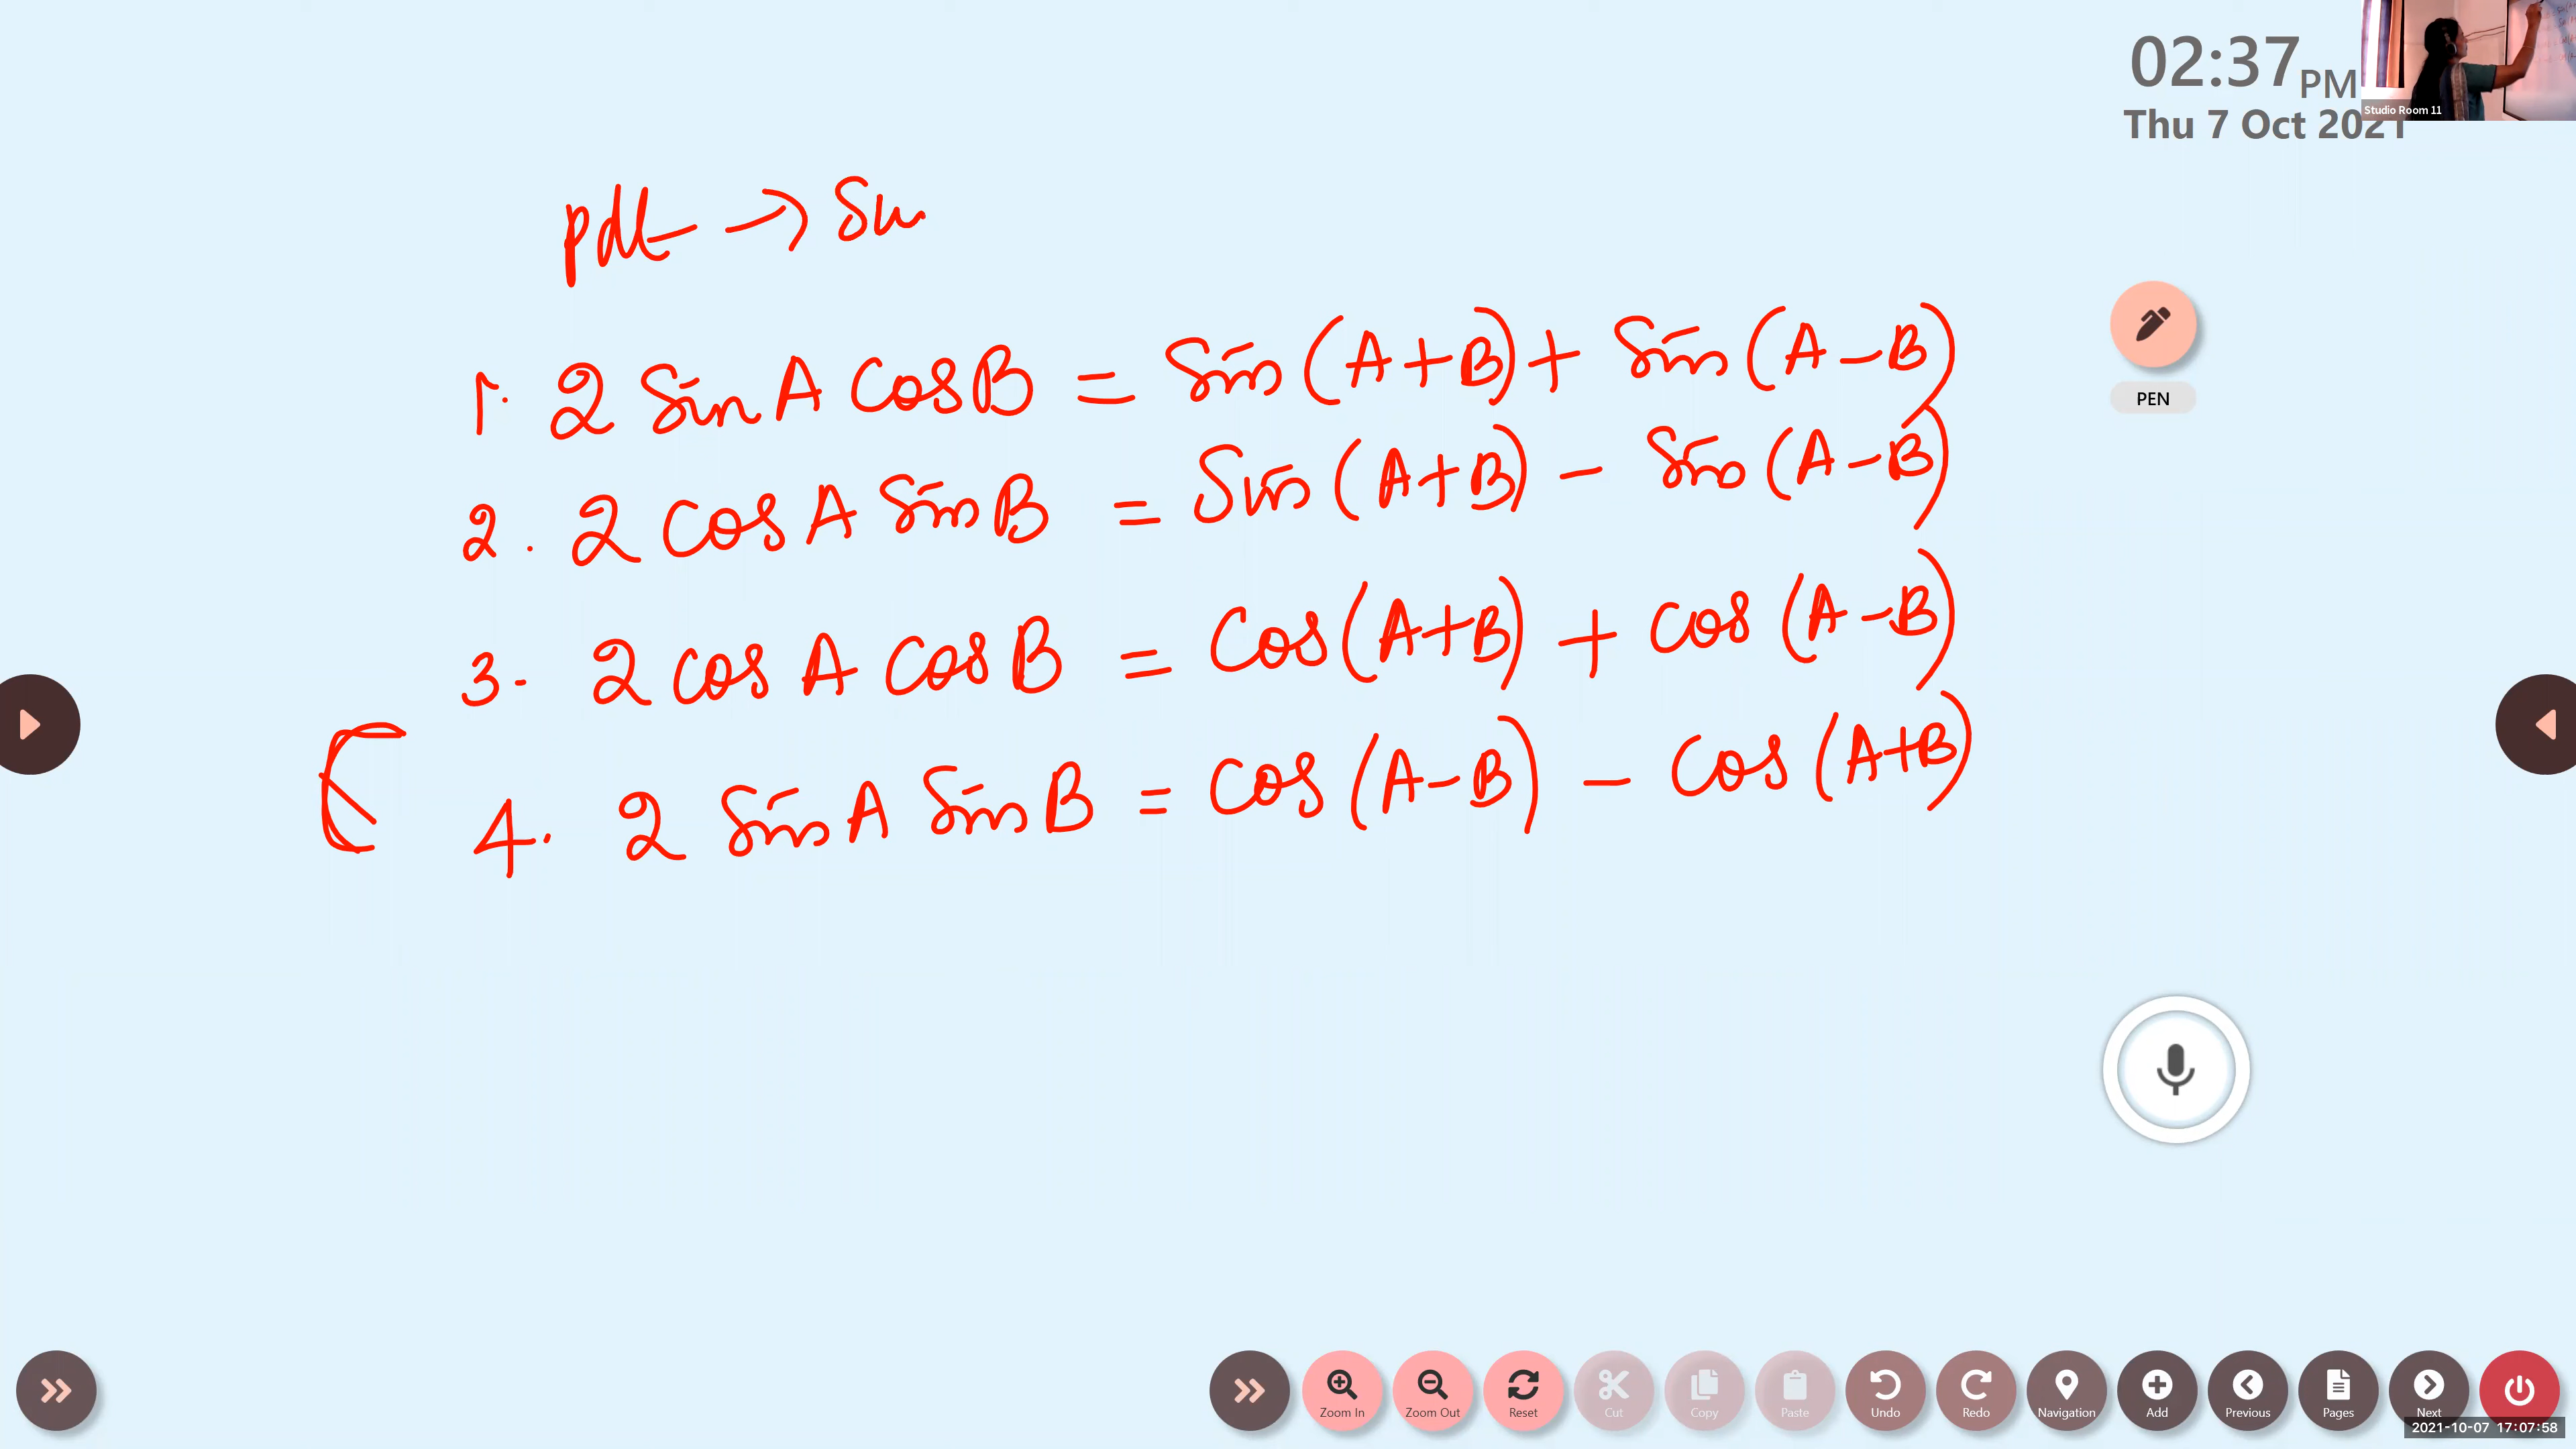 02:37 PM
Studio Room 11
Thu 7 Oct 2021
pdt → Su
1. 2 Sin A Cos B = Sin (A+B) + Sin (A-B)
PEN
2. 2 Cos A Sin B = Sin (A+B) - Sin (A-B)
3- 2 Cos A Cos B = Cos (A+B) + Cos (A-B)
4. 2 Sin A Sin B = Cos (A-B) - Cos (A+B)
Zoom In Zoom Out Reset Cut Copy Paste Undo Redo Navigation Add Previous Pages Next
2021-10-07 17:07:58